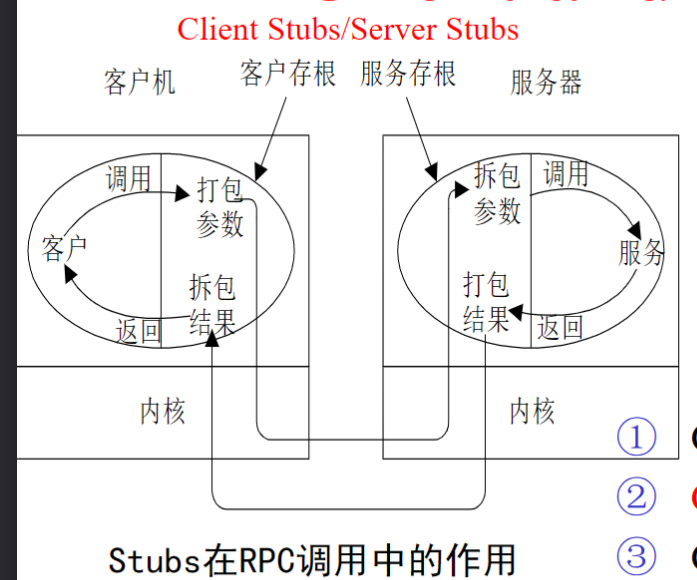 Client Stubs/Server Stubs
客户机
客户存根
服务存根
服务器
调用
打包
参数
客户
拆包
结果
返回
内核
拆包
参数
调用
服务
打包
结果
返回
内核
①
②
③
Stubs在RPC调用中的作用